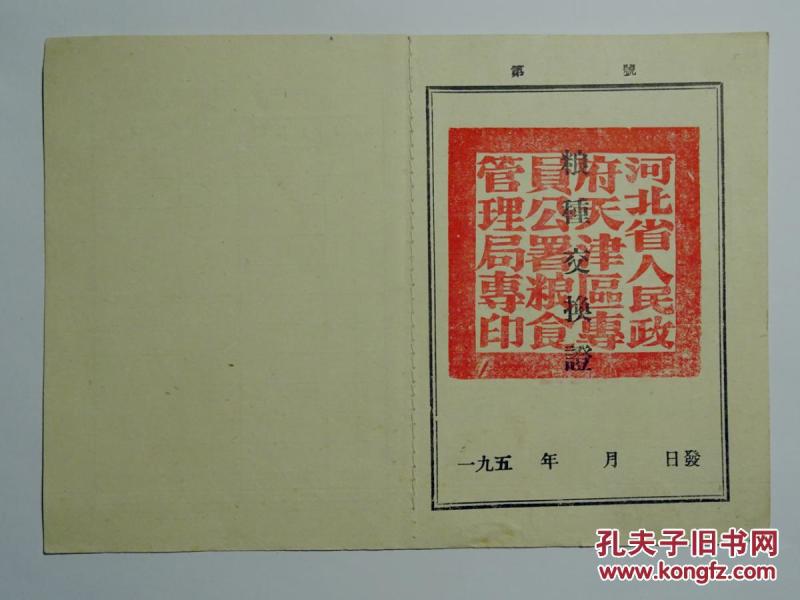 第 號
粮種交換證
河北省人民政
府天津區專
員公署粮食
管理局專印
一九五 年 月 日發
孔夫子旧书网
www.kongfz.com